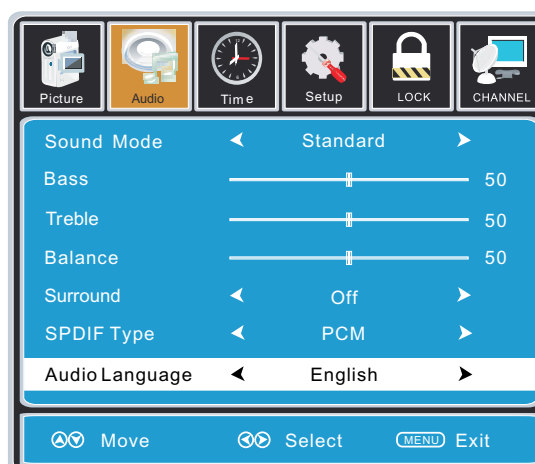 Picture Audio Time Setup LOCK CHANNEL
Sound Mode Standard
Bass 50
Treble 50
Balance 50
Surround Off
SPDIF Type PCM
Audio Language English
Move Select MENU Exit